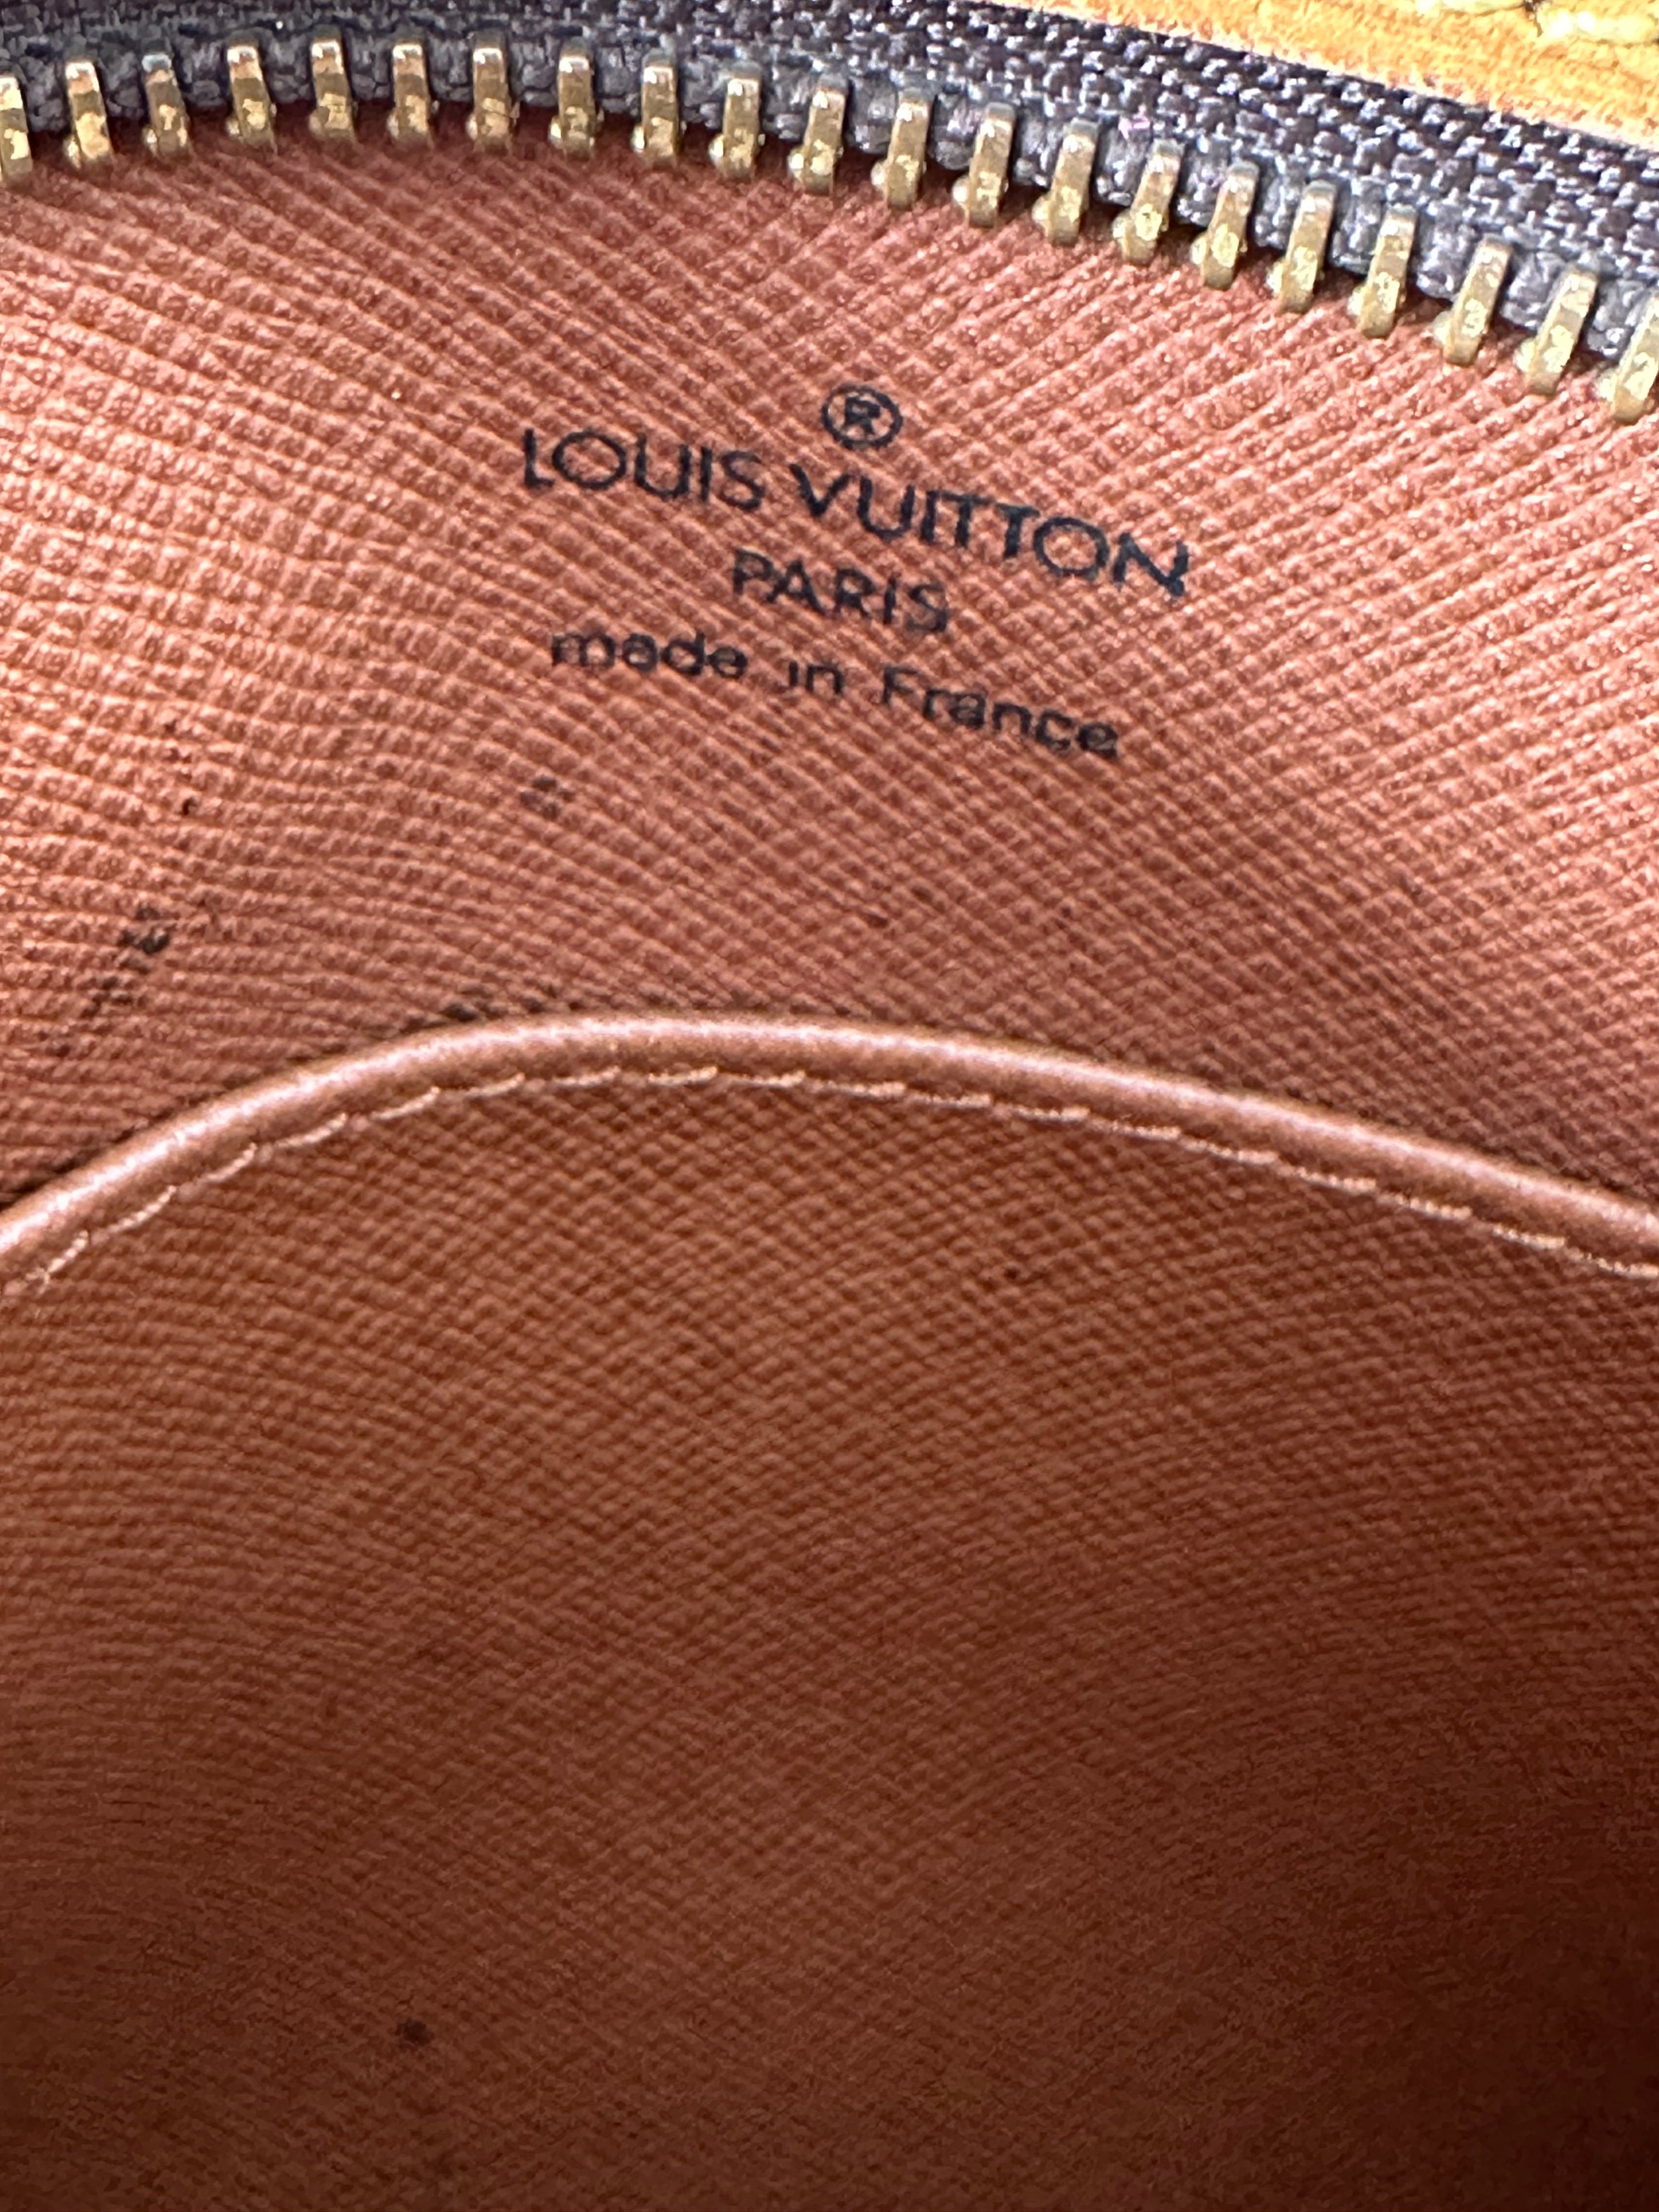 ®
LOUIS VUITTON
PARIS
made in France